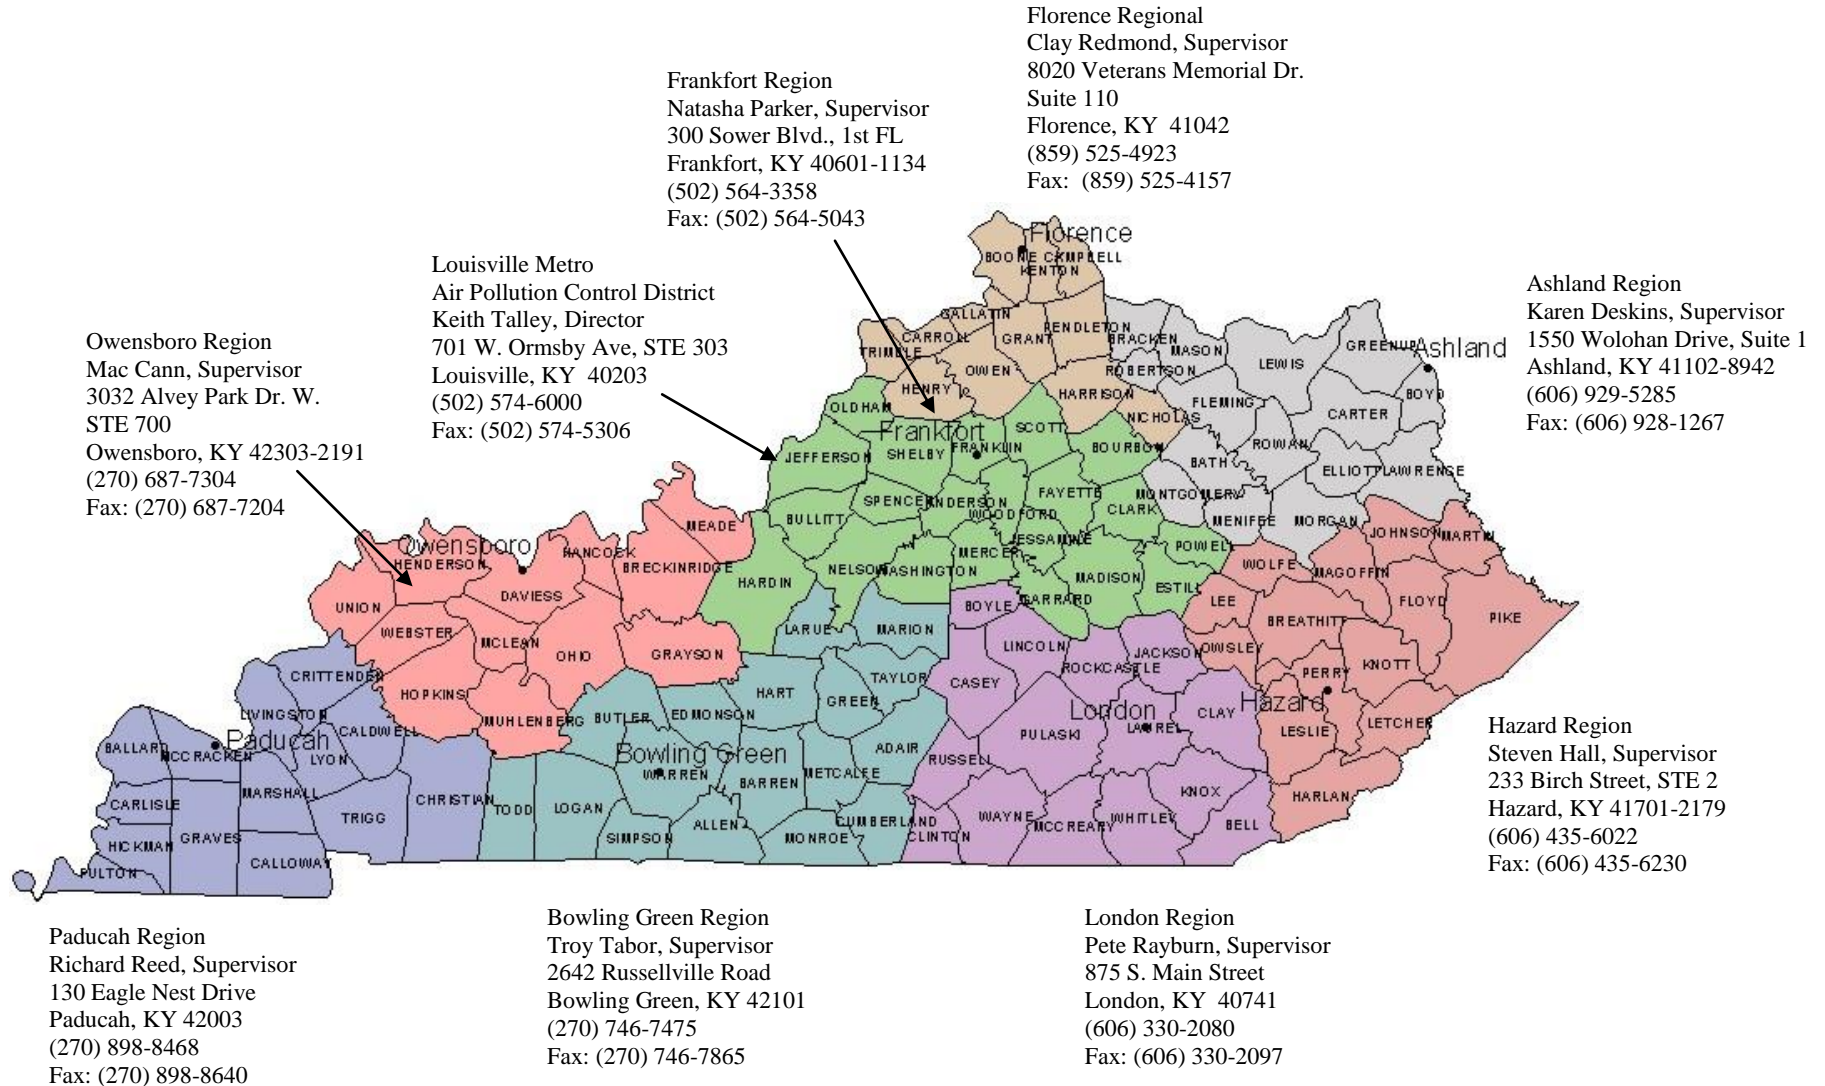 Florence Regional
Clay Redmond, Supervisor
8020 Veterans Memorial Dr.
Suite 110
Florence, KY  41042
(859) 525-4923
Fax:  (859) 525-4157
Frankfort Region
Natasha Parker, Supervisor
300 Sower Blvd., 1st FL
Frankfort, KY 40601-1134
(502) 564-3358
Fax: (502) 564-5043
Louisville Metro
Air Pollution Control District
Keith Talley, Director
701 W. Ormsby Ave, STE 303
Louisville, KY  40203
(502) 574-6000
Fax: (502) 574-5306
Owensboro Region
Mac Cann, Supervisor
3032 Alvey Park Dr. W.
STE 700
Owensboro, KY 42303-2191
(270) 687-7304
Fax: (270) 687-7204
Ashland Region
Karen Deskins, Supervisor
1550 Wolohan Drive, Suite 1
Ashland, KY 41102-8942
(606) 929-5285
Fax: (606) 928-1267
Florence
BOONE
CAMPBELL
KENTON
GALLATIN
CARROLL
TRIMBLE
GRANT
PENDLETON
HENRY
OWEN
HARRISON
NICHOLAS
BRACKEN
MASON
ROBERTSON
LEWIS
GREENUP
Ashland
FLEMING
CARTER
BOYD
ROWAN
BATH
ELLIOTT
LAWRENCE
MONTGOMERY
MENIFEE
MORGAN
OLDHAM
Frankfort
JEFFERSON
SHELBY
FRANKLIN
SCOTT
BOURBON
SPENCER
ANDERSON
WOODFORD
FAYETTE
CLARK
BULLITT
MERCER
JESSAMINE
POWELL
HARDIN
NELSON
WASHINGTON
MADISON
ESTILL
GARRARD
Owensboro
MEADE
HANCOCK
HENDERSON
BRECKINRIDGE
DAVIESS
UNION
WEBSTER
MCLEAN
OHIO
GRAYSON
HOPKINS
MUHLENBERG
JOHNSON
MARTIN
WOLFE
MAGOFFIN
LEE
FLOYD
BREATHITT
PIKE
OWSLEY
PERRY
KNOTT
Hazard
LESLIE
LETCHER
HARLAN
BOYLE
LINCOLN
ROCKCASTLE
JACKSON
CASEY
London
LAUREL
CLAY
PULASKI
RUSSELL
WAYNE
MCCREARY
WHITLEY
KNOX
BELL
CLINTON
LARUE
MARION
TAYLOR
HART
GREEN
BUTLER
EDMONSON
Bowling Green
WARREN
ADAIR
BARREN
METCALFE
TODD
LOGAN
SIMPSON
ALLEN
MONROE
CUMBERLAND
CRITTENDEN
LIVINGSTON
CALDWELL
BALLARD
MCCRACKEN
Paducah
LYON
CARLISLE
MARSHALL
TRIGG
CHRISTIAN
HICKMAN
GRAVES
FULTON
CALLOWAY
Hazard Region
Steven Hall, Supervisor
233 Birch Street, STE 2
Hazard, KY 41701-2179
(606) 435-6022
Fax: (606) 435-6230
Paducah Region
Richard Reed, Supervisor
130 Eagle Nest Drive
Paducah, KY 42003
(270) 898-8468
Fax: (270) 898-8640
Bowling Green Region
Troy Tabor, Supervisor
2642 Russellville Road
Bowling Green, KY 42101
(270) 746-7475
Fax: (270) 746-7865
London Region
Pete Rayburn, Supervisor
875 S. Main Street
London, KY  40741
(606) 330-2080
Fax: (606) 330-2097